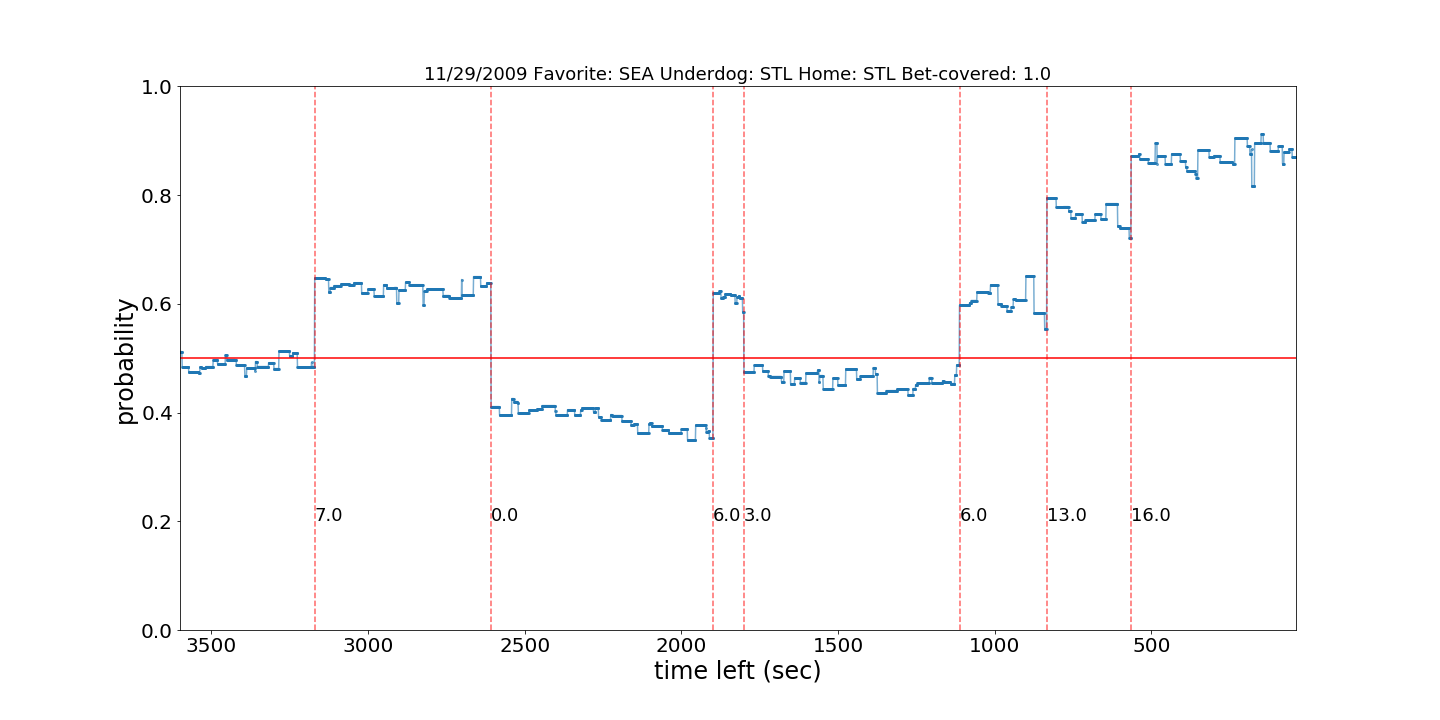 11/29/2009 Favorite: SEA Underdog: STL Home: STL Bet-covered: 1.0
probability
1.0
0.8
0.6
0.4
0.2
0.0
7.0 0.0 6.0 3.0 6.0 13.0 16.0
3500 3000 2500 2000 1500 1000 500
time left (sec)